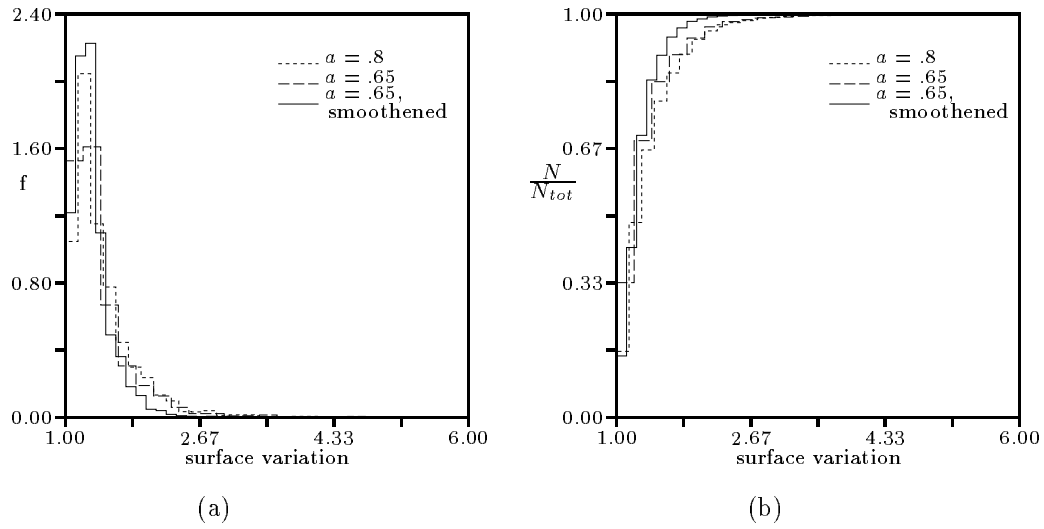 2.40
1.60
f
0.80
0.00
1.00 2.67 4.33 6.00
surface variation
a = .8
a = .65
a = .65,
smoothened
(a)
1.00
0.67
N
N_tot
0.33
0.00
1.00 2.67 4.33 6.00
surface variation
a = .8
a = .65
a = .65,
smoothened
(b)